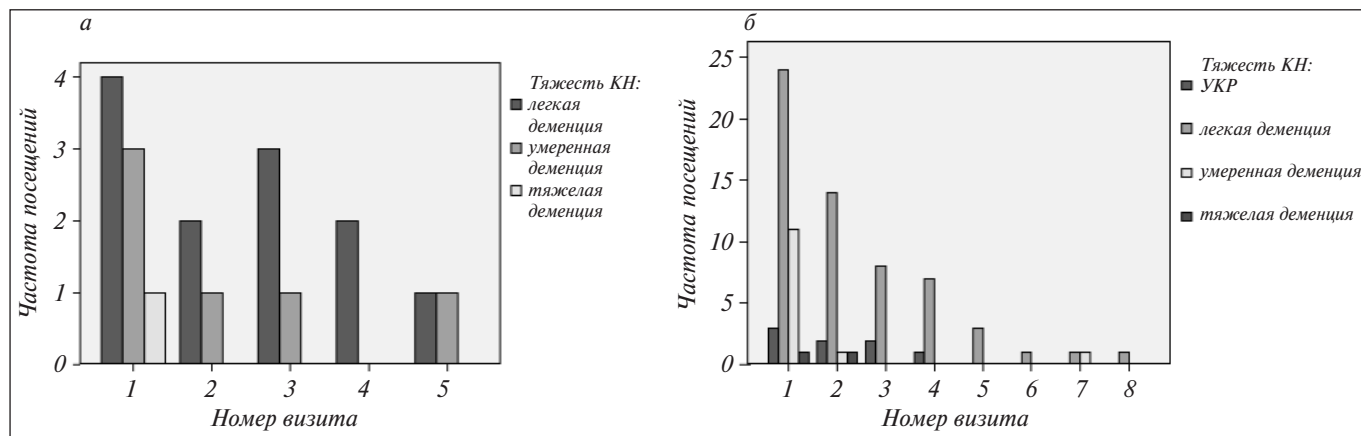 а
Частота посещений
4
3
2
1
0
1 2 3 4 5
Номер визита
Тяжесть КН:
легкая
деменция
умеренная
деменция
тяжелая
деменция
б
Частота посещений
25
20
15
10
5
0
1 2 3 4 5 6 7 8
Номер визита
Тяжесть КН:
УКР
легкая деменция
умеренная деменция
тяжелая деменция